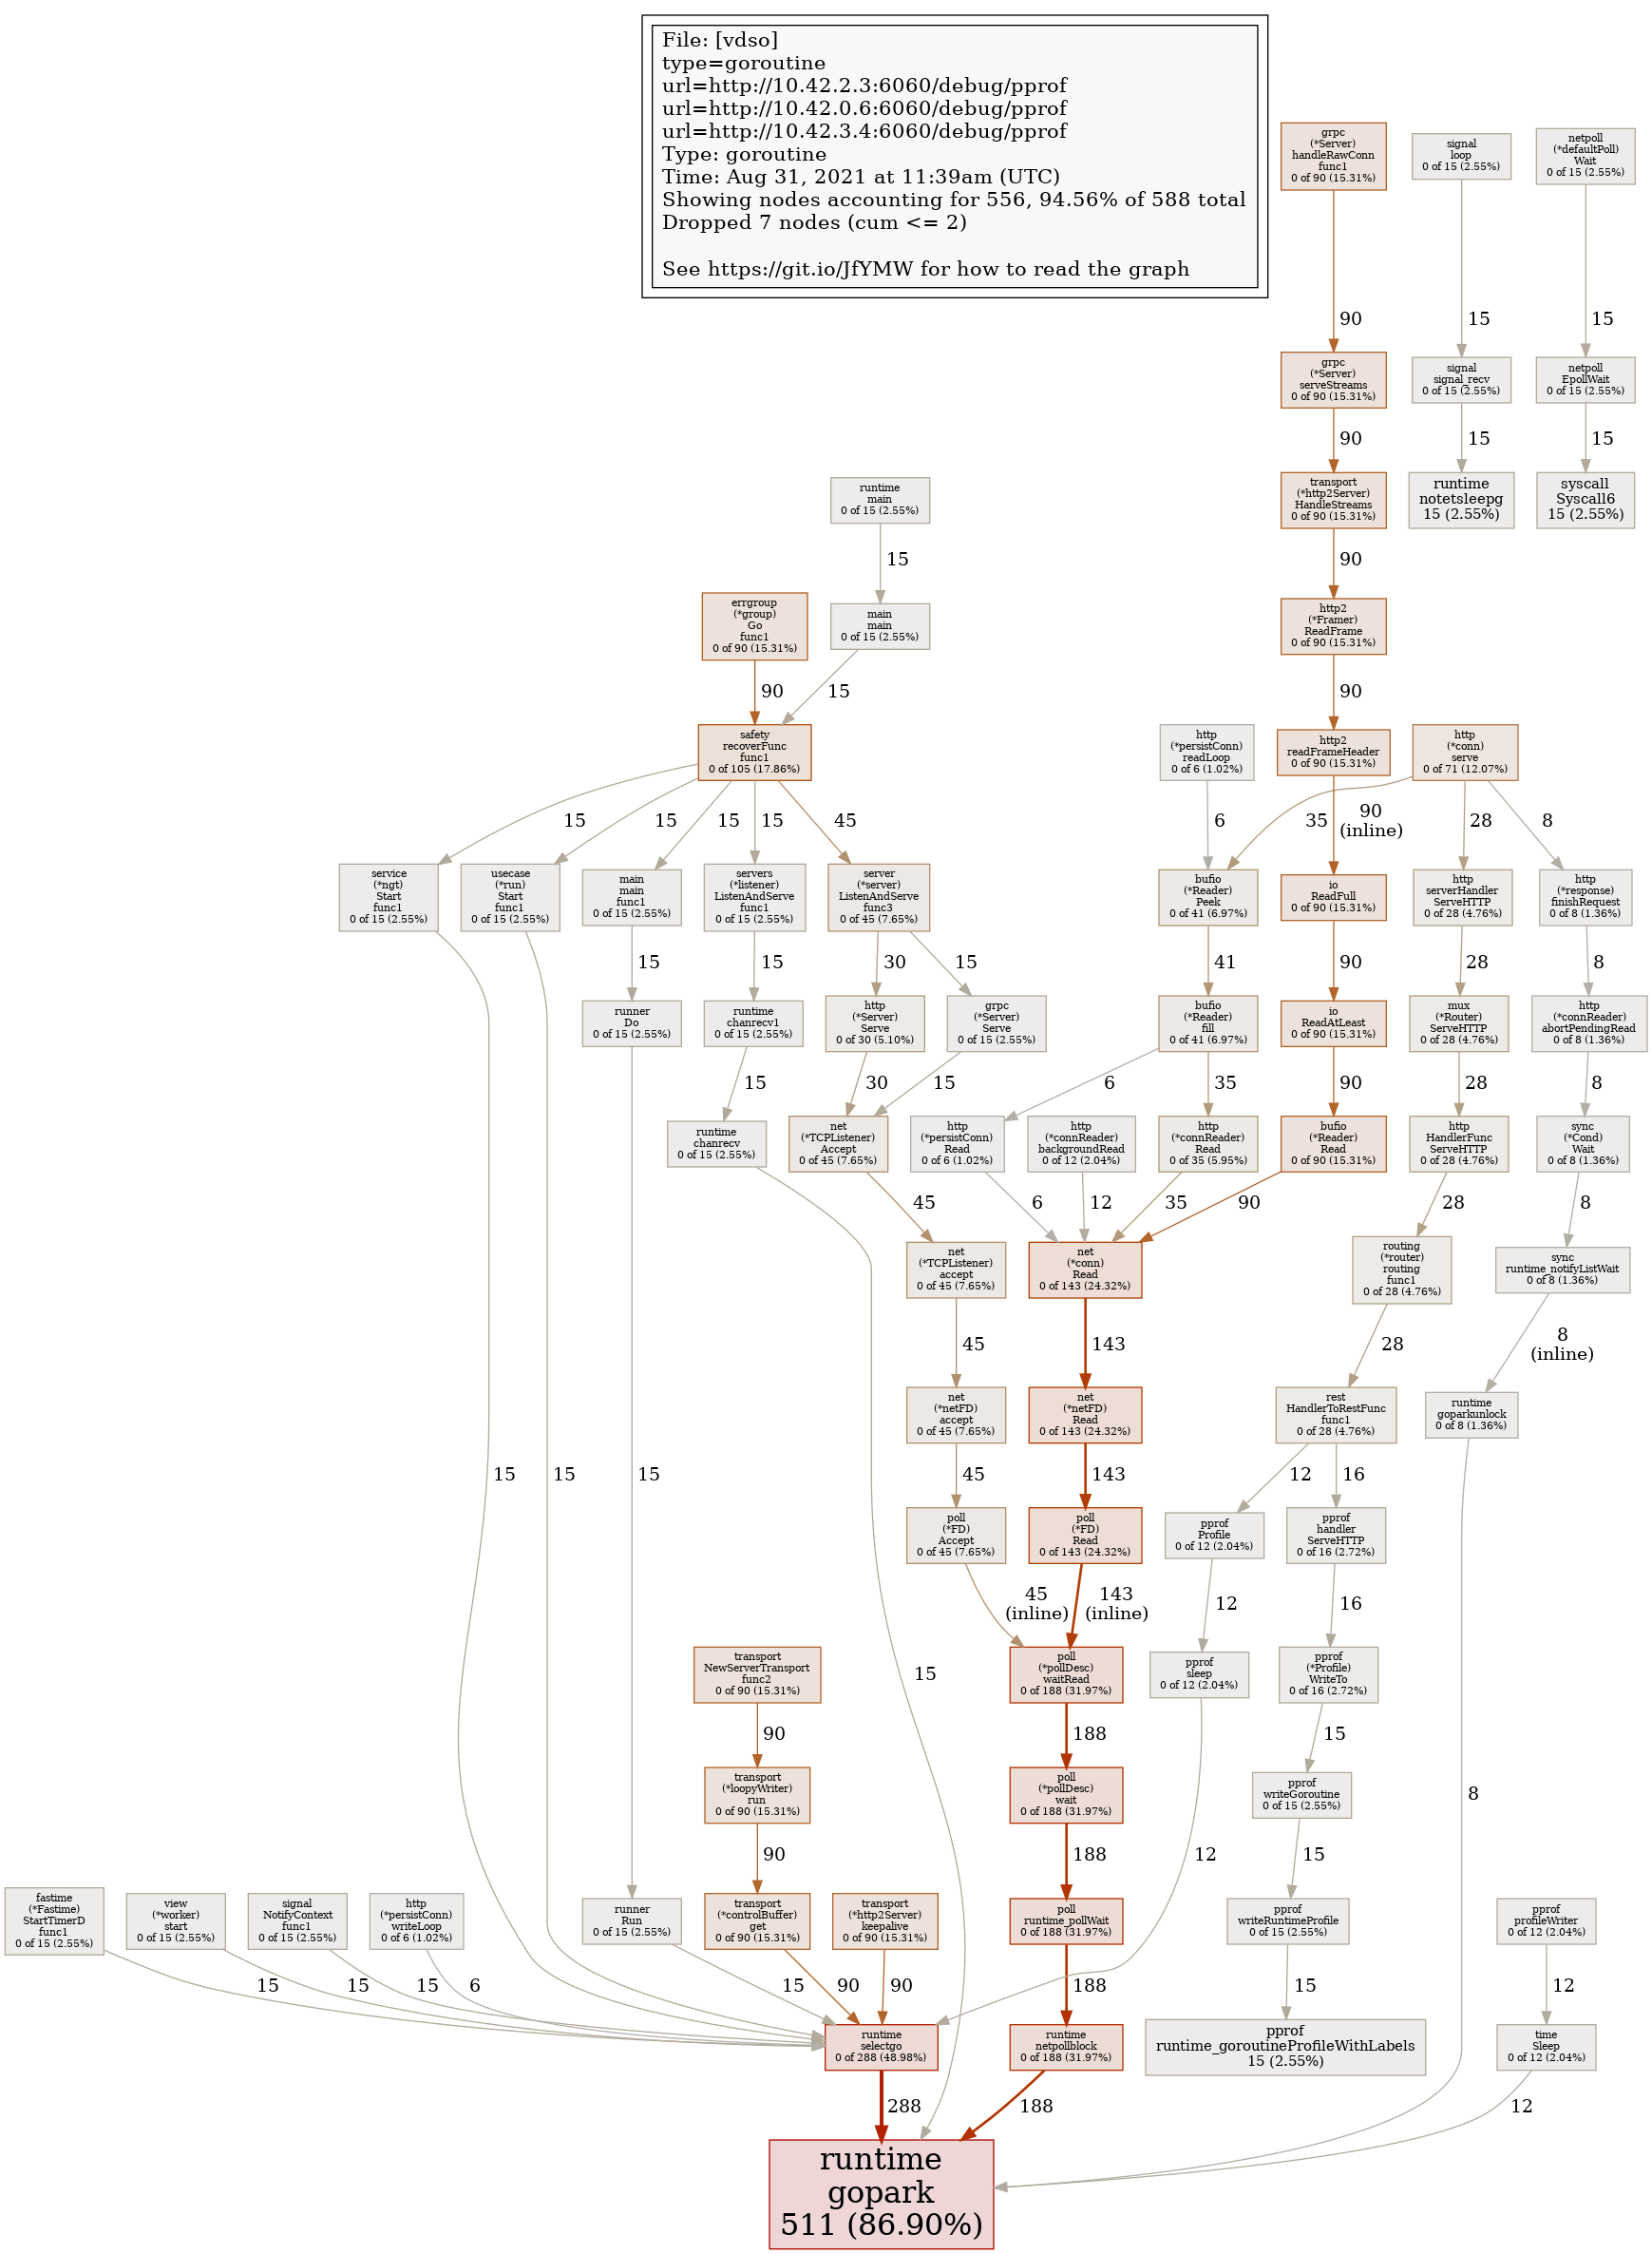 File: [vdso]
type=goroutine
url=http://10.42.2.3:6060/debug/pprof
url=http://10.42.0.6:6060/debug/pprof
url=http://10.42.3.4:6060/debug/pprof
Type: goroutine
Time: Aug 31, 2021 at 11:39am (UTC)
Showing nodes accounting for 556, 94.56% of 588 total
Dropped 7 nodes (cum <= 2)
See https://git.io/JfYMW for how to read the graph
grpc
(*Server)
handleRawConn
func1
0 of 90 (15.31%)
signal
loop
0 of 15 (2.55%)
netpoll
(*defaultPoll)
Wait
0 of 15 (2.55%)
90
15
15
grpc
(*Server)
serveStreams
0 of 90 (15.31%)
signal
signal_recv
0 of 15 (2.55%)
netpoll
EpollWait
0 of 15 (2.55%)
90
15
15
runtime
main
0 of 15 (2.55%)
transport
(*http2Server)
HandleStreams
0 of 90 (15.31%)
runtime
notetsleepg
15 (2.55%)
syscall
Syscall6
15 (2.55%)
15
90
errgroup
(*group)
Go
func1
0 of 90 (15.31%)
main
main
0 of 15 (2.55%)
http2
(*Framer)
ReadFrame
0 of 90 (15.31%)
90
15
90
safety
recoverFunc
func1
0 of 105 (17.86%)
http
(*persistConn)
readLoop
0 of 6 (1.02%)
http2
readFrameHeader
0 of 90 (15.31%)
http
(*conn)
serve
0 of 71 (12.07%)
15
15
15
15
45
6
35
90
(inline)
28
8
service
(*ngt)
Start
func1
0 of 15 (2.55%)
usecase
(*run)
Start
func1
0 of 15 (2.55%)
main
main
func1
0 of 15 (2.55%)
servers
(*listener)
ListenAndServe
func1
0 of 15 (2.55%)
server
(*server)
ListenAndServe
func3
0 of 45 (7.65%)
bufio
(*Reader)
Peek
0 of 41 (6.97%)
io
ReadFull
0 of 90 (15.31%)
http
serverHandler
ServeHTTP
0 of 28 (4.76%)
http
(*response)
finishRequest
0 of 8 (1.36%)
15
15
30
15
41
90
28
8
runner
Do
0 of 15 (2.55%)
runtime
chanrecv1
0 of 15 (2.55%)
http
(*Server)
Serve
0 of 30 (5.10%)
grpc
(*Server)
Serve
0 of 15 (2.55%)
bufio
(*Reader)
fill
0 of 41 (6.97%)
io
ReadAtLeast
0 of 90 (15.31%)
mux
(*Router)
ServeHTTP
0 of 28 (4.76%)
http
(*connReader)
abortPendingRead
0 of 8 (1.36%)
15
30
15
6
35
90
28
8
runtime
chanrecv
0 of 15 (2.55%)
net
(*TCPListener)
Accept
0 of 45 (7.65%)
http
(*persistConn)
Read
0 of 6 (1.02%)
http
(*connReader)
backgroundRead
0 of 12 (2.04%)
http
(*connReader)
Read
0 of 35 (5.95%)
bufio
(*Reader)
Read
0 of 90 (15.31%)
http
HandlerFunc
ServeHTTP
0 of 28 (4.76%)
sync
(*Cond)
Wait
0 of 8 (1.36%)
45
6
12
35
90
28
8
net
(*TCPListener)
accept
0 of 45 (7.65%)
net
(*conn)
Read
0 of 143 (24.32%)
routing
(*router)
routing
func1
0 of 28 (4.76%)
sync
runtime_notifyListWait
0 of 8 (1.36%)
45
143
28
8
(inline)
net
(*netFD)
accept
0 of 45 (7.65%)
net
(*netFD)
Read
0 of 143 (24.32%)
rest
HandlerToRestFunc
func1
0 of 28 (4.76%)
runtime
goparkunlock
0 of 8 (1.36%)
15
15
15
45
143
12
16
poll
(*FD)
Accept
0 of 45 (7.65%)
poll
(*FD)
Read
0 of 143 (24.32%)
pprof
Profile
0 of 12 (2.04%)
pprof
handler
ServeHTTP
0 of 16 (2.72%)
45
(inline)
143
(inline)
12
16
transport
NewServerTransport
func2
0 of 90 (15.31%)
15
poll
(*pollDesc)
waitRead
0 of 188 (31.97%)
pprof
sleep
0 of 12 (2.04%)
pprof
(*Profile)
WriteTo
0 of 16 (2.72%)
90
188
15
transport
(*loopyWriter)
run
0 of 90 (15.31%)
poll
(*pollDesc)
wait
0 of 188 (31.97%)
pprof
writeGoroutine
0 of 15 (2.55%)
8
90
188
12
15
fastime
(*Fastime)
StartTimerD
func1
0 of 15 (2.55%)
view
(*worker)
start
0 of 15 (2.55%)
signal
NotifyContext
func1
0 of 15 (2.55%)
http
(*persistConn)
writeLoop
0 of 6 (1.02%)
runner
Run
0 of 15 (2.55%)
transport
(*controlBuffer)
get
0 of 90 (15.31%)
transport
(*http2Server)
keepalive
0 of 90 (15.31%)
poll
runtime_pollWait
0 of 188 (31.97%)
pprof
writeRuntimeProfile
0 of 15 (2.55%)
pprof
profileWriter
0 of 12 (2.04%)
15
15
15
6
15
90
90
188
15
12
runtime
selectgo
0 of 288 (48.98%)
runtime
netpollblock
0 of 188 (31.97%)
pprof
runtime_goroutineProfileWithLabels
15 (2.55%)
time
Sleep
0 of 12 (2.04%)
288
188
12
runtime
gopark
511 (86.90%)